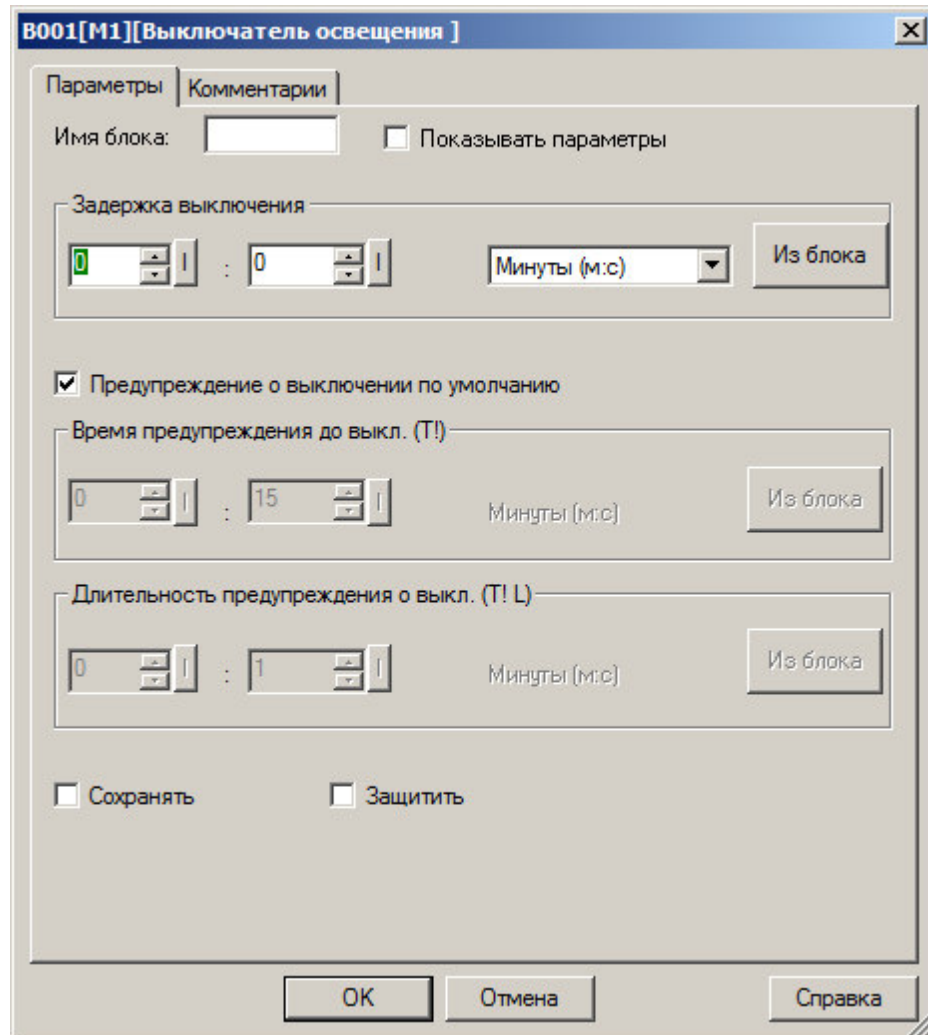 B001[M1][Выключатель освещения ]
Параметры Комментарии
Имя блока: Показывать параметры
Задержка выключения
0 : 0 Минуты (м:с) Из блока
Предупреждение о выключении по умолчанию
Время предупреждения до выкл. (T!)
0 : 15 Минуты (м:с) Из блока
Длительность предупреждения о выкл. (T! L)
0 : 1 Минуты (м:с) Из блока
Сохранять Защитить
OK Отмена Справка